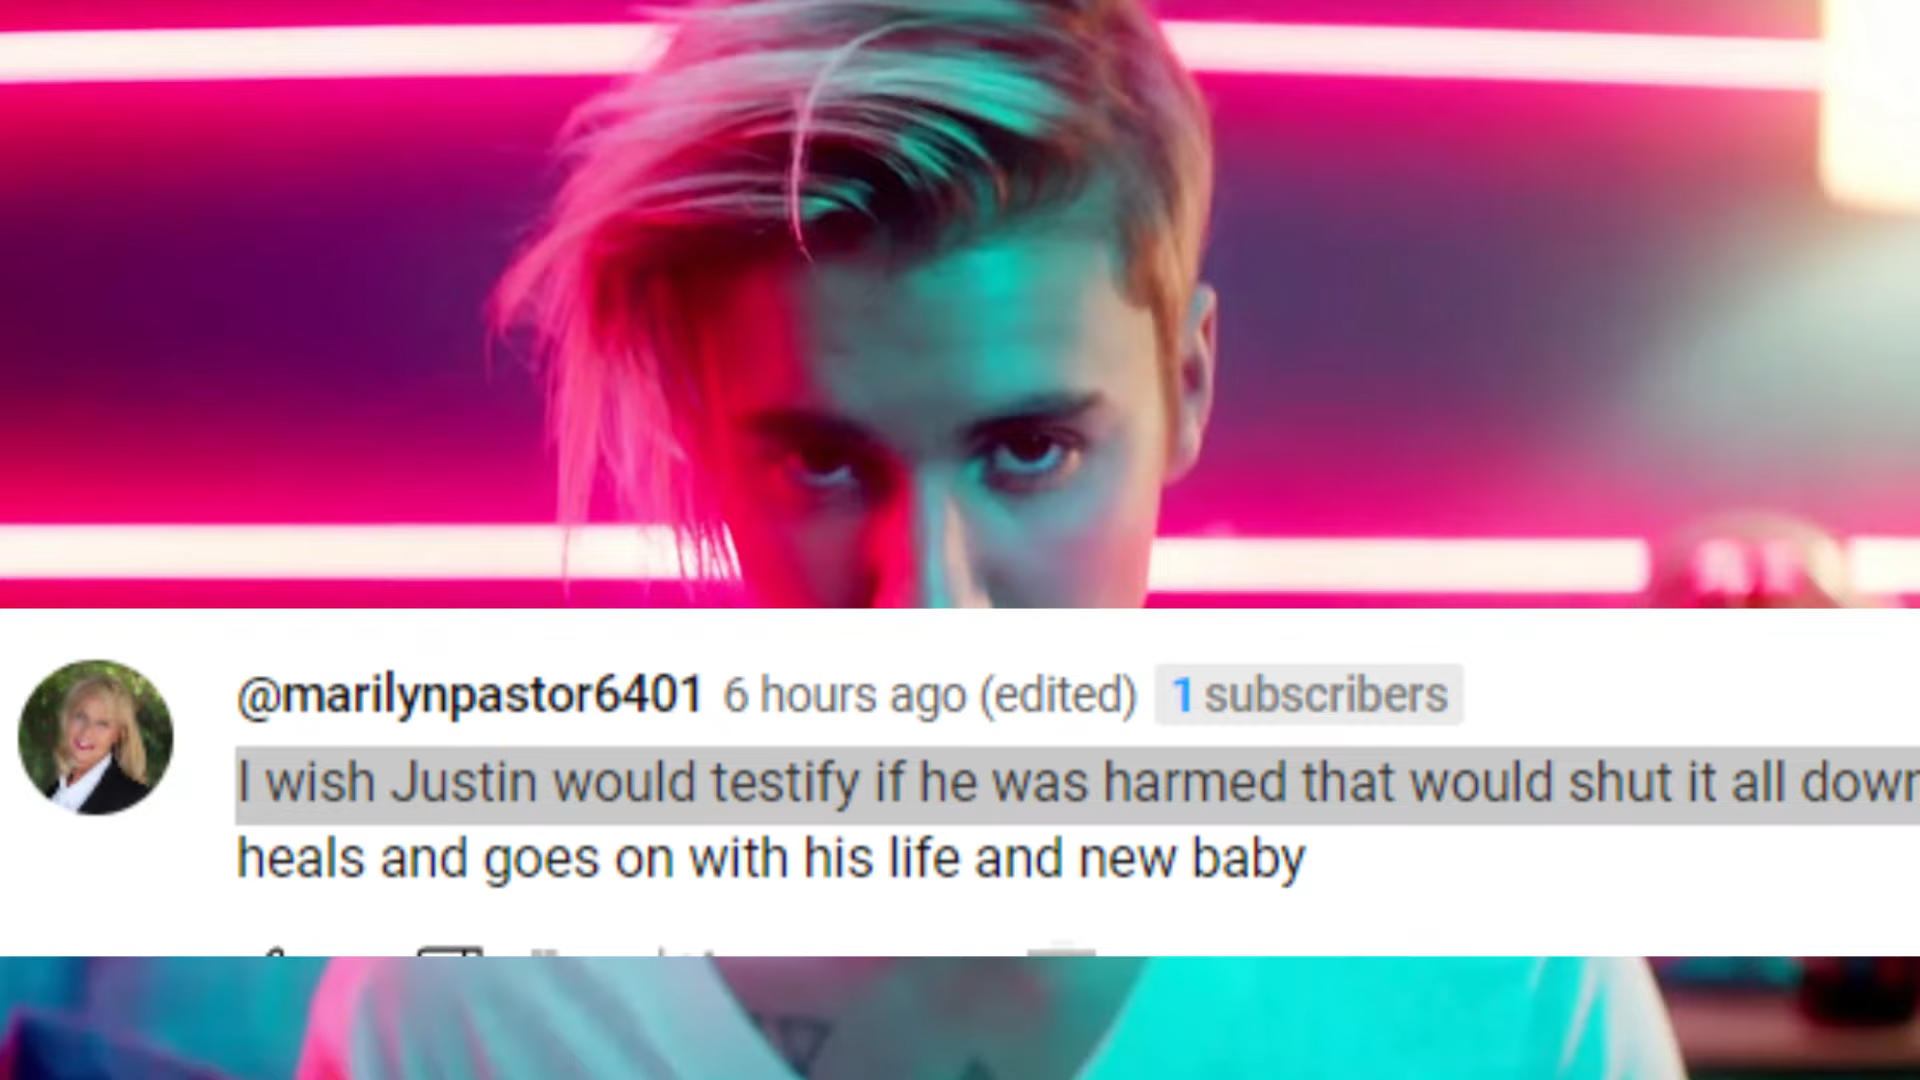 @marilynpastor6401 6 hours ago (edited) 1 subscribers
I wish Justin would testify if he was harmed that would shut it all down
heals and goes on with his life and new baby